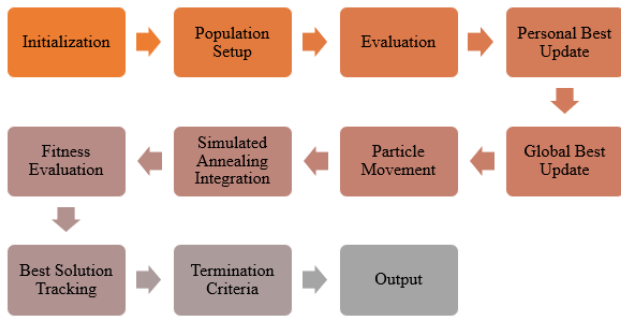 Initialization
Population
Setup
Evaluation
Personal Best
Update
Global Best
Update
Particle
Movement
Simulated
Annealing
Integration
Fitness
Evaluation
Best Solution
Tracking
Termination
Criteria
Output